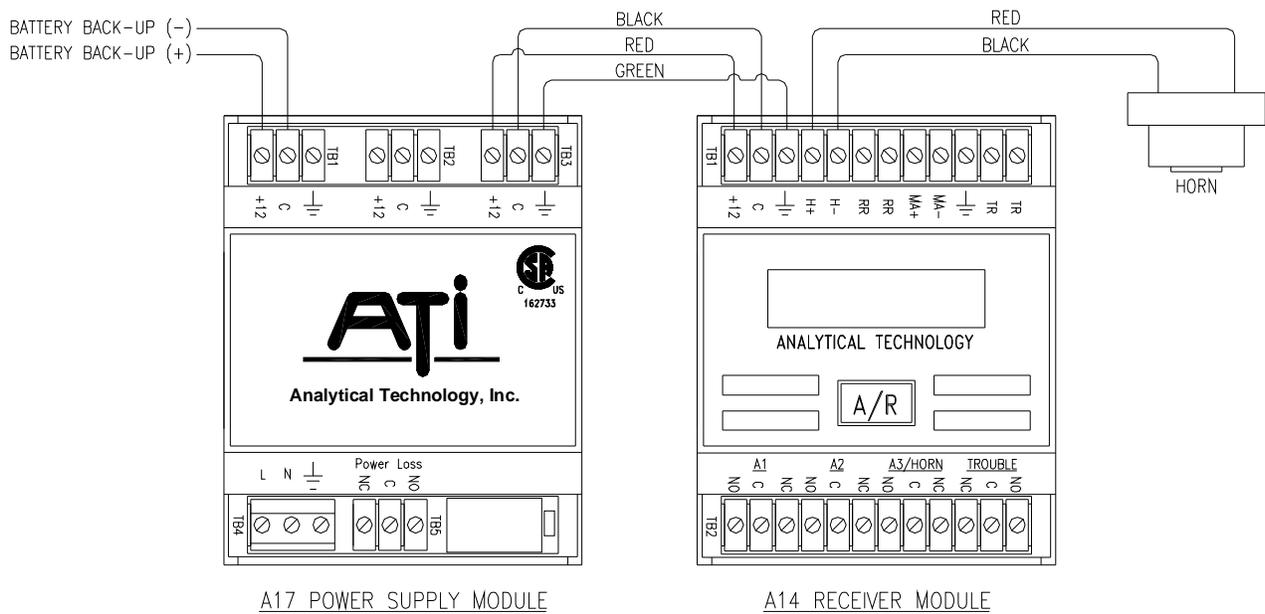 BATTERY BACK-UP (-)
BATTERY BACK-UP (+)
BLACK
RED
GREEN
RED
BLACK
HORN
TB1
TB2
TB3
+12 C
+12 C
+12 C
TB1
+12 C H+ H- RR RR MA+ MA- TR TR
ATi
Analytical Technology, Inc.
C US
162733
ANALYTICAL TECHNOLOGY
A/R
L N
Power Loss
NC C NO
TB4
TB5
A1 A2 A3/HORN TROUBLE
NO C NC NO C NC NO C NC NC C NO
TB2
A17 POWER SUPPLY MODULE
A14 RECEIVER MODULE